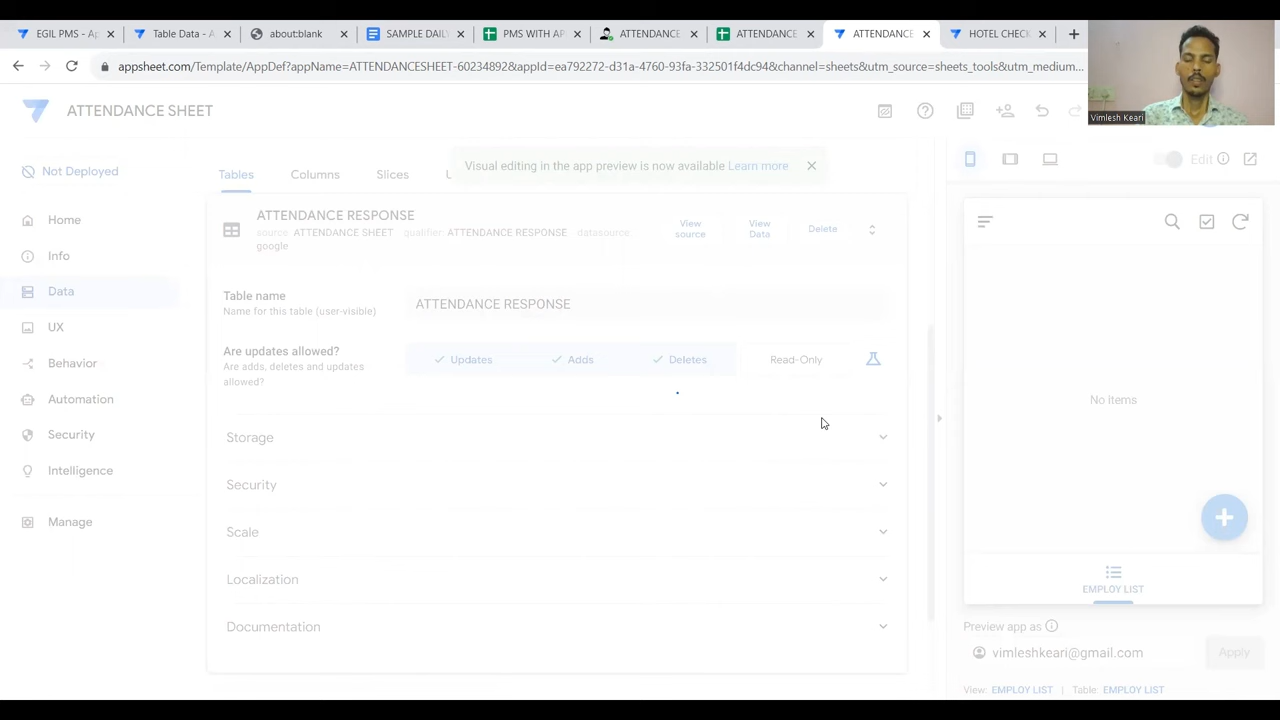 EGIL PMS - Ap
Table Data - A
about:blank
SAMPLE DAIL
PMS WITH AP
ATTENDANCE
ATTENDANCE
ATTENDANCE
HOTEL CHECK
appsheet.com/Template/AppDef?appName=ATTENDANCESHEET-6023489&appId=ea792272-d31a-4760-93fa-332501f4dc94&channel=sheets&utm_source=sheets_tools&utm_medium...
Vimlesh Keari
ATTENDANCE SHEET
Visual editing in the app preview is now available Learn more
Not Deployed
Tables
Columns
Slices
Edit
ATTENDANCE RESPONSE
source: ATTENDANCE SHEET qualifier: ATTENDANCE RESPONSE datasource:
google
View
source
View
Data
Delete
Home
Info
Data
UX
Behavior
Automation
Security
Intelligence
Manage
Table name
Name for this table (user-visible)
ATTENDANCE RESPONSE
Are updates allowed?
Are adds, deletes and updates
allowed?
Updates
Adds
Deletes
Read-Only
Storage
Security
Scale
Localization
Documentation
No items
EMPLOY LIST
Preview app as
vimleshkeari@gmail.com
Apply
View: EMPLOY LIST | Table: EMPLOY LIST